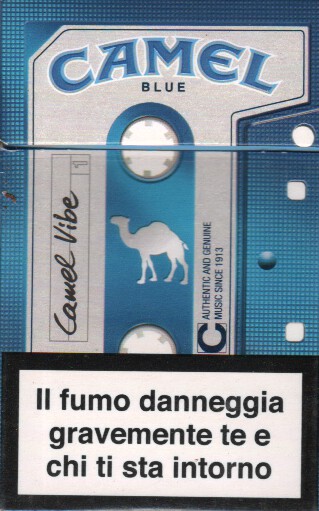 CAMEL
BLUE
Camel Vibe
1
C
AUTHENTIC AND GENUINE
MUSIC SINCE 1913
Il fumo danneggia
gravemente te e
chi ti sta intorno